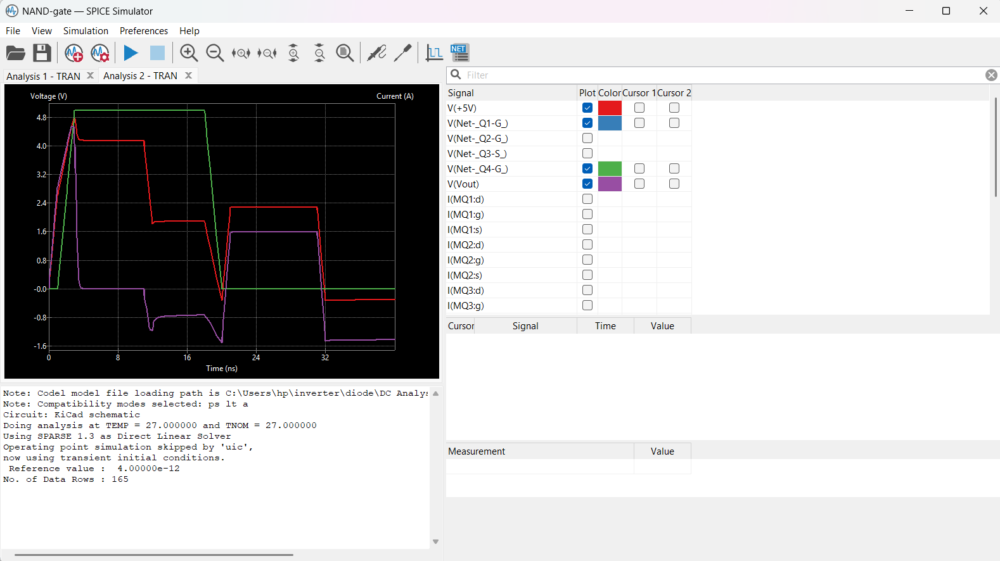 NAND-gate — SPICE Simulator
File View Simulation Preferences Help
NET
Analysis 1 - TRAN Analysis 2 - TRAN
Filter
Voltage (V) Current (A)
4.8
4.0
3.2
2.4
1.6
0.8
-0.0
-0.8
-1.6
0 8 16 24 32
Time (ns)
Signal Plot Color Cursor 1 Cursor 2
V(+5V)
V(Net-_Q1-G_)
V(Net-_Q2-G_)
V(Net-_Q3-S_)
V(Net-_Q4-G_)
V(Vout)
I(MQ1:d)
I(MQ1:g)
I(MQ1:s)
I(MQ2:d)
I(MQ2:g)
I(MQ2:s)
I(MQ3:d)
I(MQ3:g)
Cursor Signal Time Value
Measurement Value
Note: Codel model file loading path is C:\Users\hp\inverter\diode\DC Analys
Note: Compatibility modes selected: ps lt a
Circuit: KiCad schematic
Doing analysis at TEMP = 27.000000 and TNOM = 27.000000
Using SPARSE 1.3 as Direct Linear Solver
Operating point simulation skipped by 'uic',
now using transient initial conditions.
Reference value : 4.00000e-12
No. of Data Rows : 165